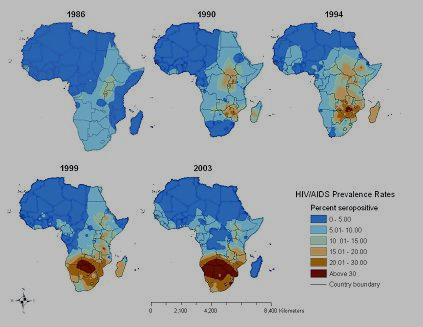 1986
1990
1994
1999
2003
HIV/AIDS Prevalence Rates
Percent seropositive
0 - 5.00
5.01- 10.00
10 .01- 15.00
15.01 - 20.00
20.01 - 30.00
Above 30
Country boundary
0 2,100 4,200 8,400 Kilometers